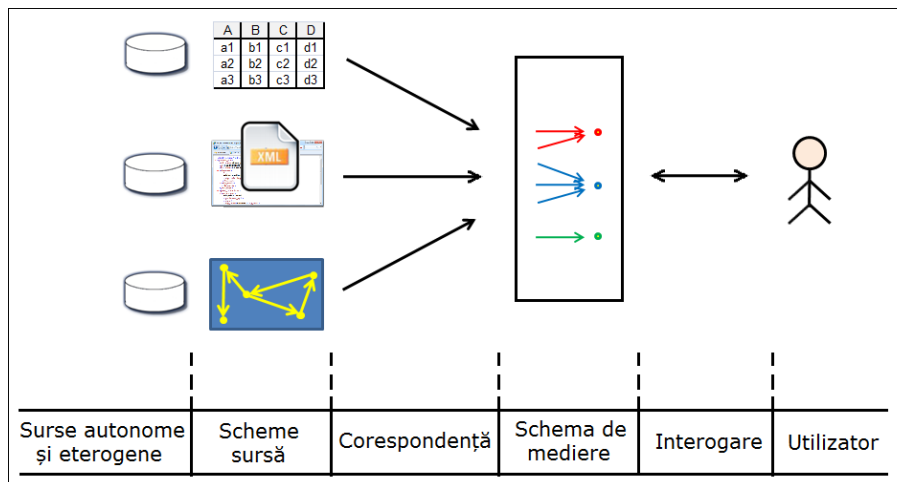 A B C D
a1 b1 c1 d1
a2 b2 c2 d2
a3 b3 c3 d3
XML
Surse autonome
și eterogene
Scheme
sursă
Corespondență
Schema de
mediere
Interogare
Utilizator